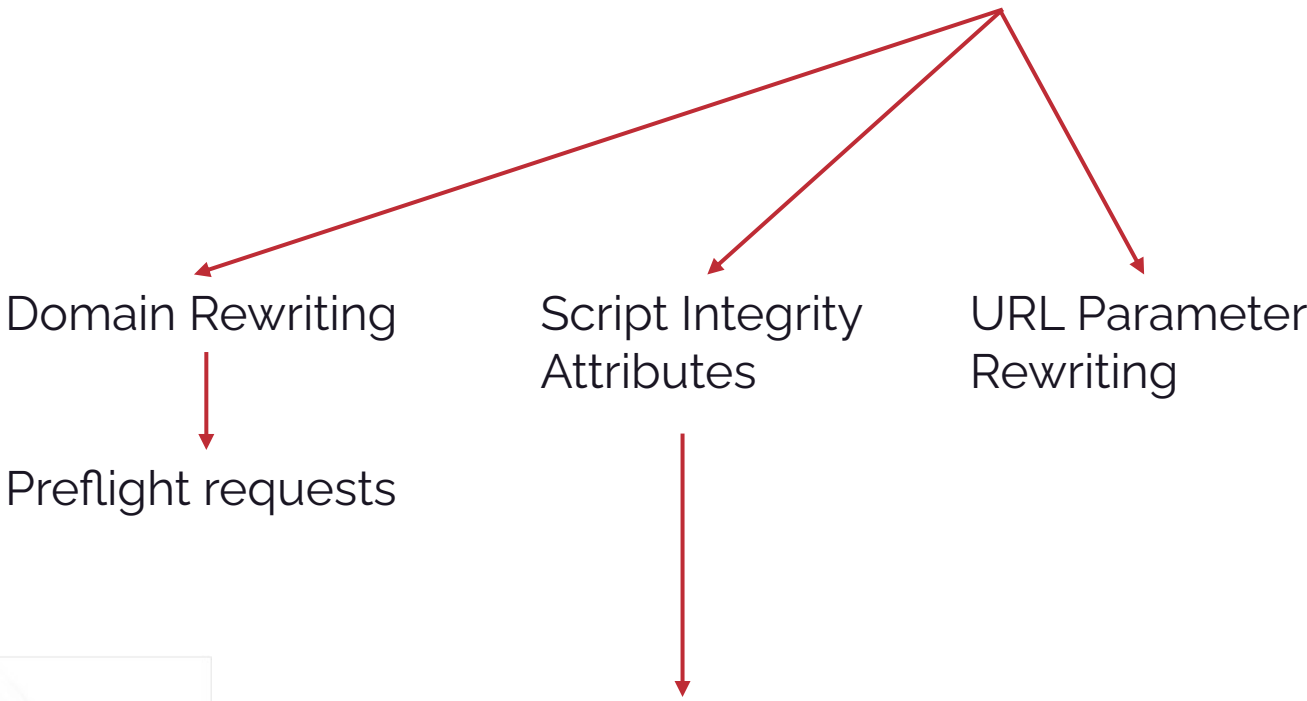 Domain Rewriting
Script Integrity
Attributes
URL Parameter
Rewriting
Preflight requests